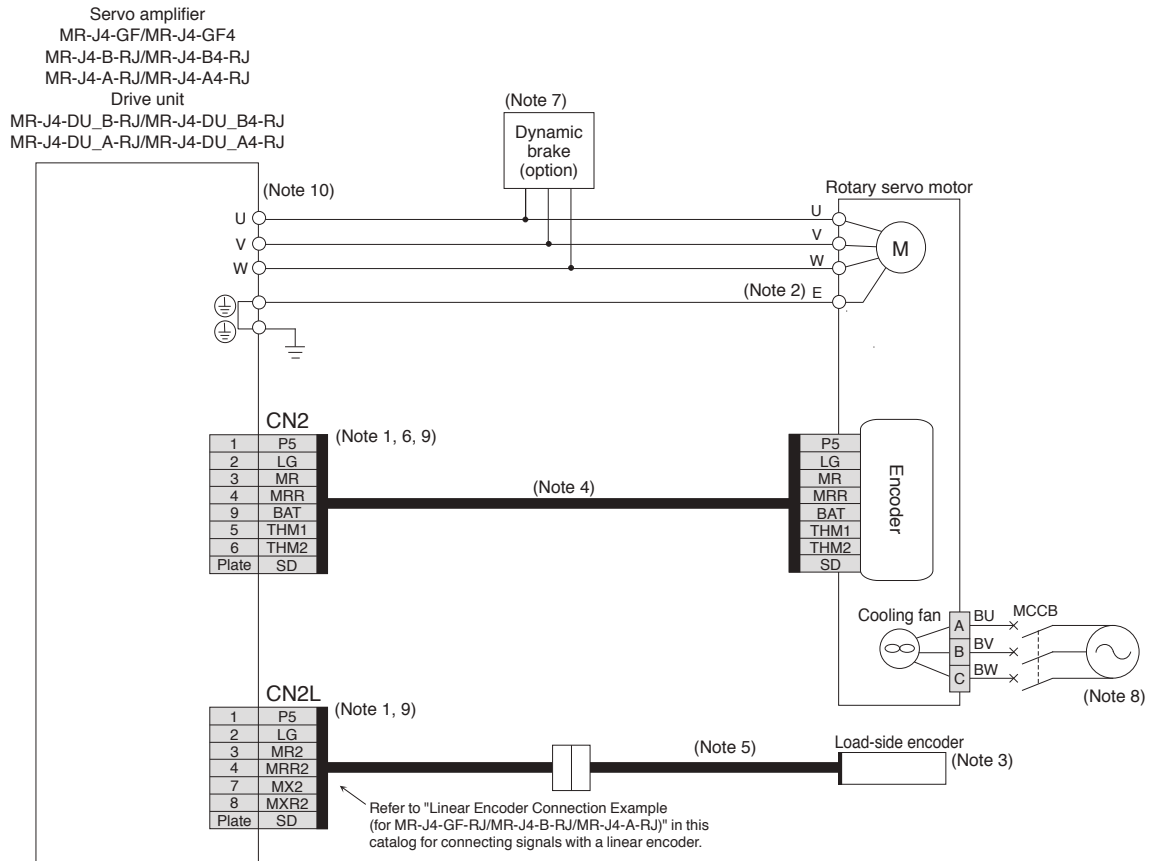 Servo amplifier
MR-J4-GF/MR-J4-GF4
MR-J4-B-RJ/MR-J4-B4-RJ
MR-J4-A-RJ/MR-J4-A4-RJ
Drive unit
MR-J4-DU_B-RJ/MR-J4-DU_B4-RJ
MR-J4-DU_A-RJ/MR-J4-DU_A4-RJ
(Note 7)
Dynamic
brake
(option)
(Note 10)
Rotary servo motor
U
V
W
U
V
W
(Note 2) E
M
CN2
(Note 1, 6, 9)
1 P5
2 LG
3 MR
4 MRR
9 BAT
5 THM1
6 THM2
Plate SD
(Note 4)
P5
LG
MR
MRR
BAT
THM1
THM2
SD
Encoder
Cooling fan
A BU
B BV
C BW
MCCB
(Note 8)
CN2L
(Note 1, 9)
1 P5
2 LG
3 MR2
4 MRR2
7 MX2
8 MXR2
Plate SD
(Note 5)
Load-side encoder
(Note 3)
Refer to "Linear Encoder Connection Example
(for MR-J4-GF-RJ/MR-J4-B-RJ/MR-J4-A-RJ)" in this
catalog for connecting signals with a linear encoder.